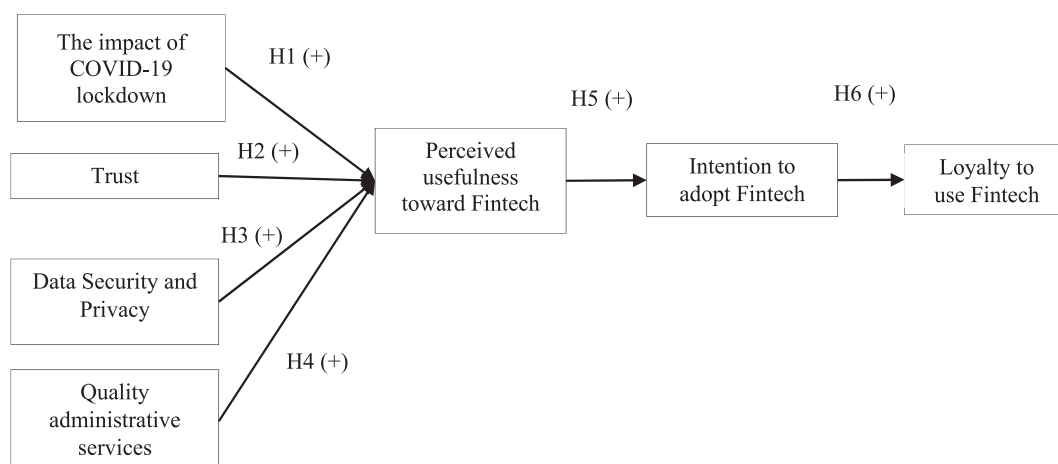 The impact of
COVID-19
lockdown
H1 (+)
H2 (+)
Trust
H3 (+)
Data Security and
Privacy
H4 (+)
Quality
administrative
services
Perceived
usefulness
toward Fintech
H5 (+)
Intention to
adopt Fintech
H6 (+)
Loyalty to
use Fintech